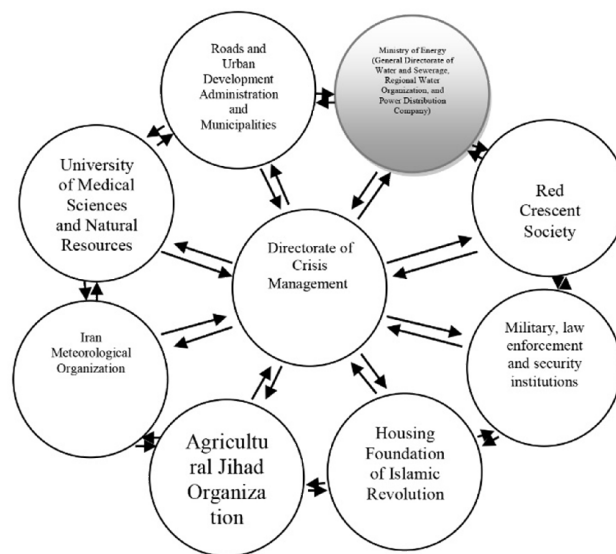 Roads and
Urban
Development
Administration
and
Municipalities
Ministry of Energy
(General Directorate of
Water and Sewerage,
Regional Water
Organization, and
Power Distribution
Company)
University
of Medical
Sciences
and Natural
Resources
Red
Crescent
Society
Directorate of
Crisis
Management
Iran
Meteorological
Organization
Military, law
enforcement
and security
institutions
Agricultu
ral Jihad
Organiza
tion
Housing
Foundation
of Islamic
Revolution